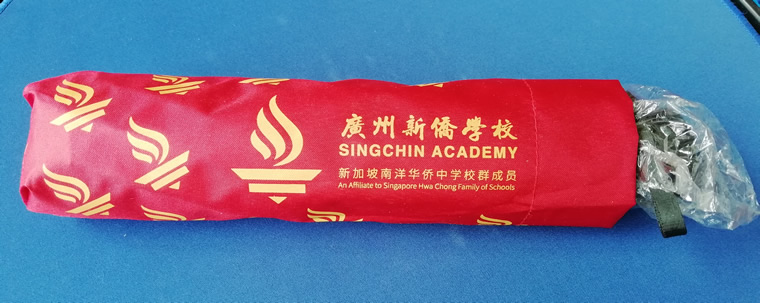 廣州新僑學校
SINGCHIN ACADEMY
新加坡南洋华侨中学校群成员
An Affiliate to Singapore Hwa Chong Family of Schools